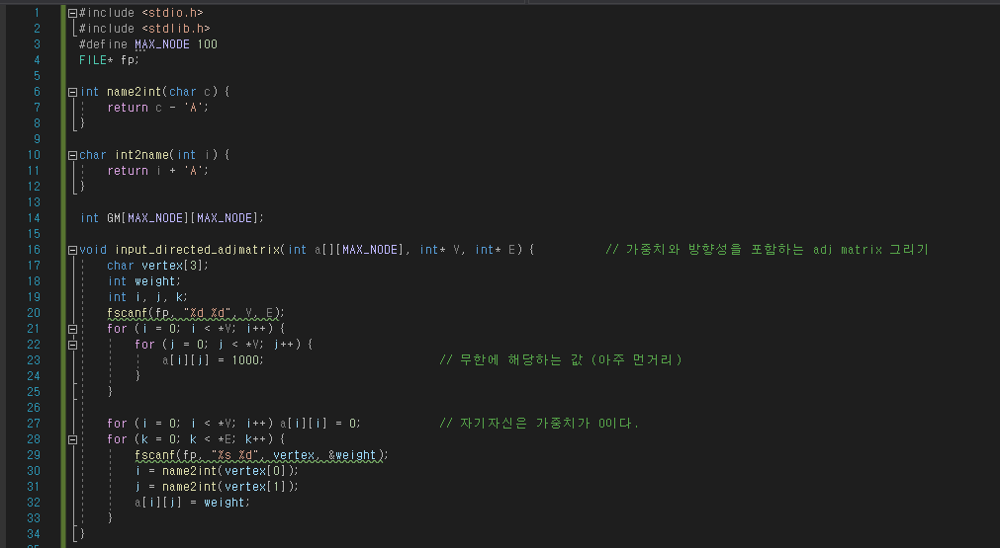 1 #include <stdio.h>
2 #include <stdlib.h>
3 #define MAX_NODE 100
4 FILE* fp;
5
6 int name2int(char c) {
7 return c - 'A';
8 }
9
10 char int2name(int i) {
11 return i + 'A';
12 }
13
14 int GM[MAX_NODE][MAX_NODE];
15
16 void input_directed_adjmatrix(int a[][MAX_NODE], int* V, int* E) { // 가중치와 방향성을 포함하는 adj matrix 그리기
17 char vertex[3];
18 int weight;
19 int i, j, k;
20 fscanf(fp, "%d %d", V, E);
21 for (i = 0; i < *V; i++) {
22 for (j = 0; j < *V; j++) {
23 a[i][j] = 1000; // 무한에 해당하는 값 (아주 먼거리)
24 }
25 }
26
27 for (i = 0; i < *V; i++) a[i][i] = 0; // 자기자신은 가중치가 0이다.
28 for (k = 0; k < *E; k++) {
29 fscanf(fp, "%s %d", vertex, &weight);
30 i = name2int(vertex[0]);
31 j = name2int(vertex[1]);
32 a[i][j] = weight;
33 }
34 }